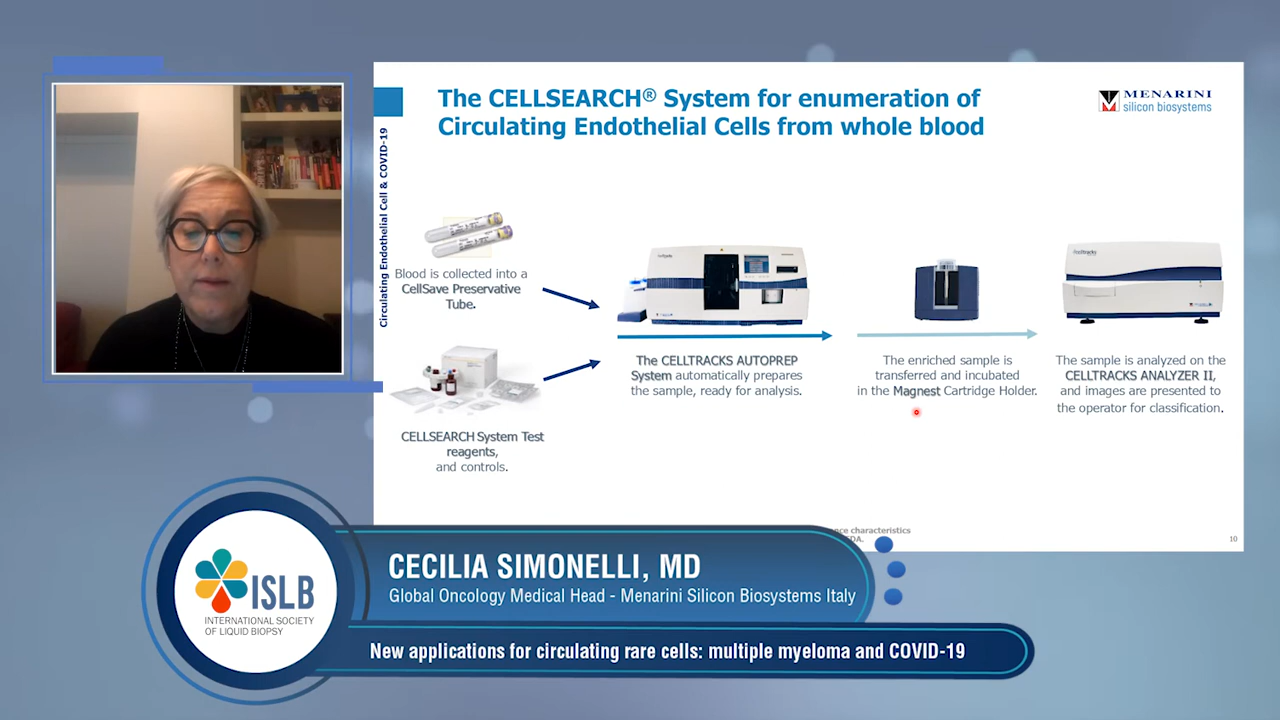 The CELLSEARCH® System for enumeration of
Circulating Endothelial Cells from whole blood
MENARINI
silicon biosystems
Circulating Endothelial Cell & COVID-19
Blood is collected into a
CellSave Preservative
Tube.
CELLSEARCH System Test
reagents,
and controls.
The CELLTRACKS AUTOPREP
System automatically prepares
the sample, ready for analysis.
The enriched sample is
transferred and incubated
in the Magnest Cartridge Holder.
The sample is analyzed on the
CELLTRACKS ANALYZER II,
and images are presented to
the operator for classification.
characteristics
10
CECILIA SIMONELLI, MD
Global Oncology Medical Head - Menarini Silicon Biosystems Italy
ISLB
INTERNATIONAL SOCIETY
OF LIQUID BIOPSY
New applications for circulating rare cells: multiple myeloma and COVID-19